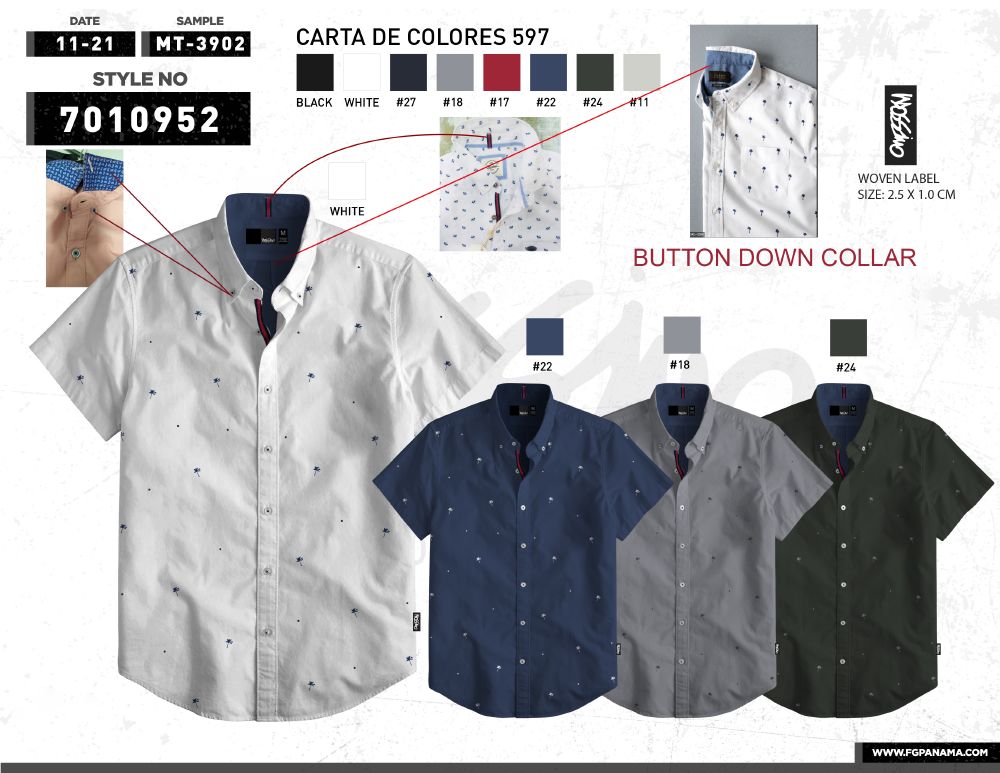 DATE
SAMPLE
11-21
MT-3902
STYLE NO
7010952
CARTA DE COLORES 597
BLACK
WHITE
#27
#18
#17
#22
#24
#11
WHITE
MOSSIMO
WOVEN LABEL
SIZE: 2.5 X 1.0 CM
BUTTON DOWN COLLAR
M
#22
#18
#24
WWW.FGPANAMA.COM